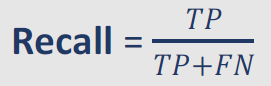 Recall = TP / TP+FN